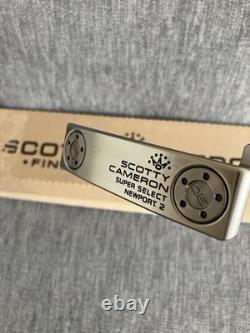 SCO
FIN
SCOTTY
CAMERON
SUPER SELECT
NEWPORT 2